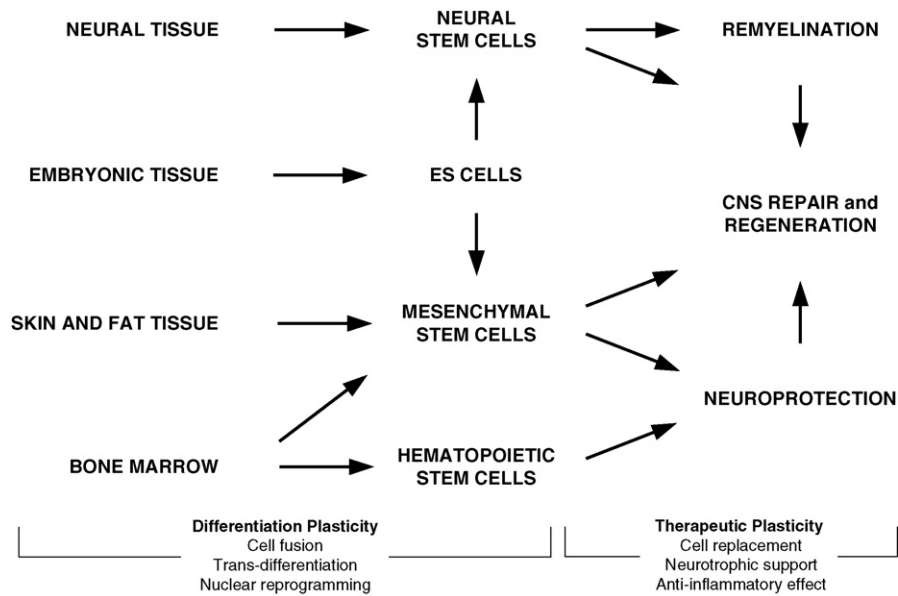 NEURAL TISSUE
NEURAL
STEM CELLS
REMYELINATION
EMBRYONIC TISSUE
ES CELLS
CNS REPAIR and
REGENERATION
SKIN AND FAT TISSUE
MESENCHYMAL
STEM CELLS
NEUROPROTECTION
BONE MARROW
HEMATOPOIETIC
STEM CELLS
Differentiation Plasticity
Cell fusion
Trans-differentiation
Nuclear reprogramming
Therapeutic Plasticity
Cell replacement
Neurotrophic support
Anti-inflammatory effect